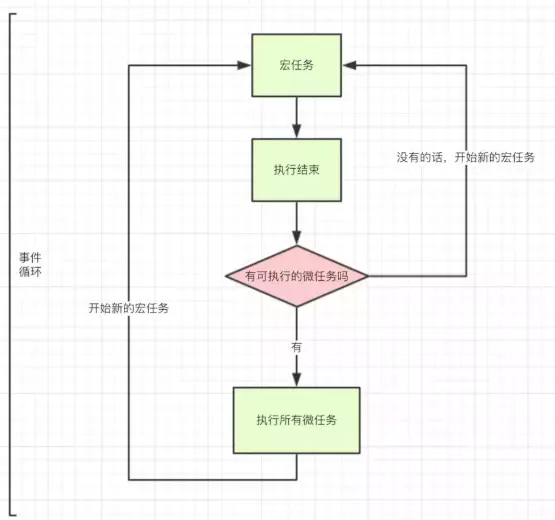 宏任务
执行结束
没有的话，开始新的宏任务
事件
循环
有可执行的微任务吗
开始新的宏任务
有
执行所有微任务